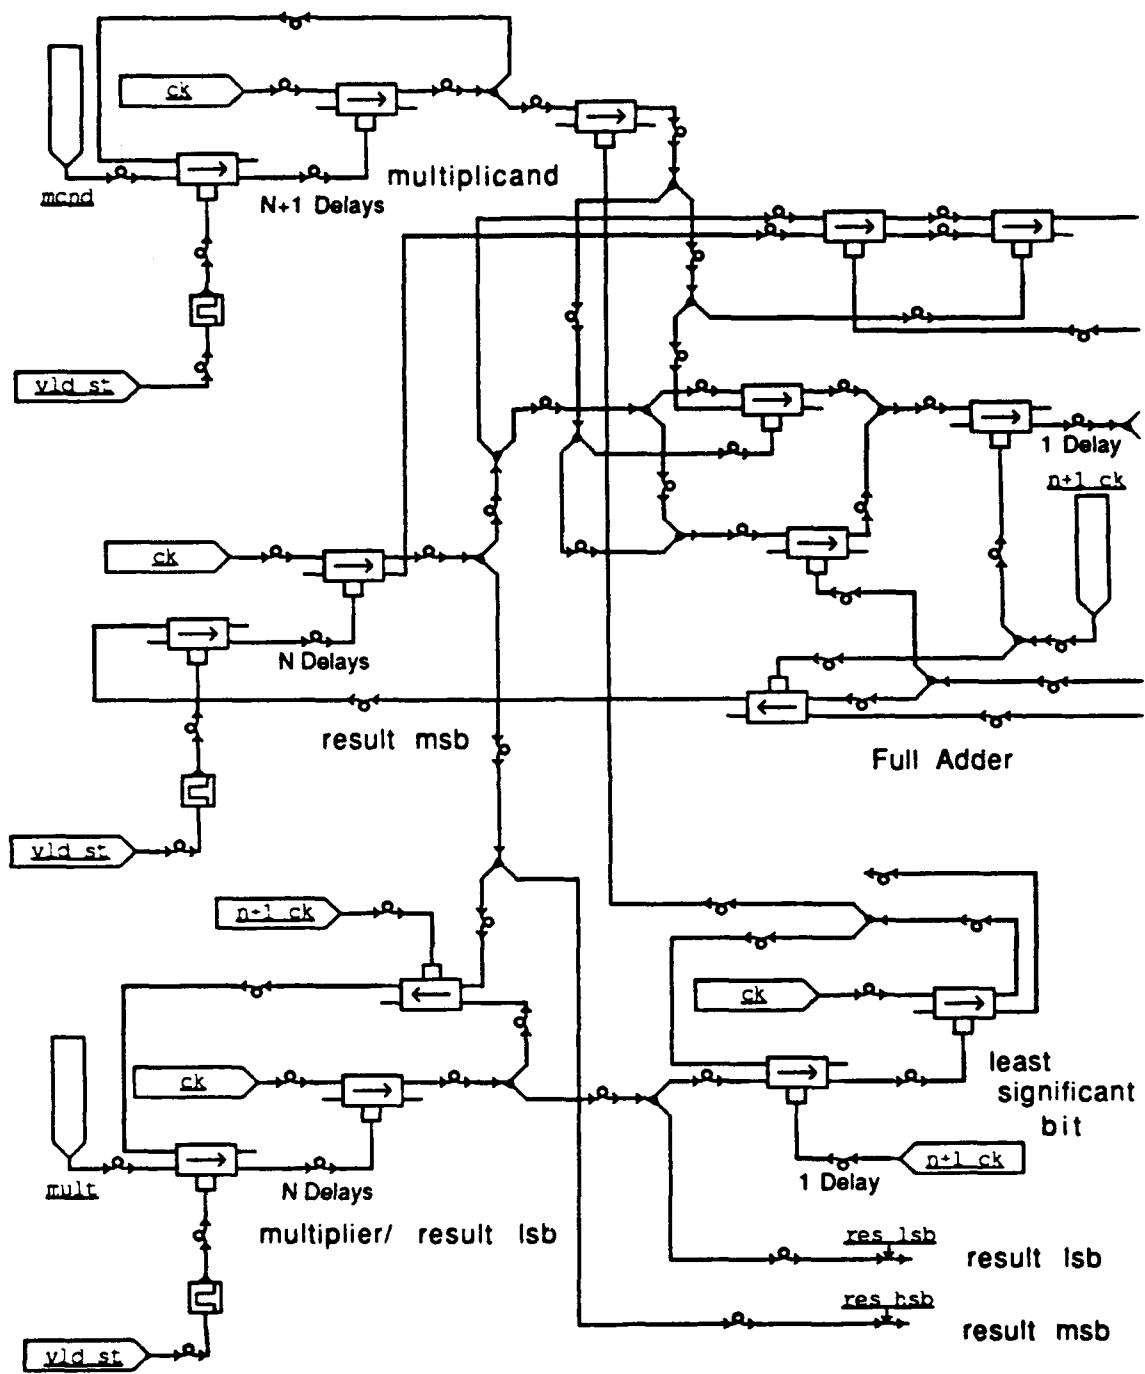 ck
mcnd
multiplicand
N+1 Delays
vld st
1 Delay
n+1 ck
ck
N Delays
result msb
Full Adder
vld st
n+1 ck
ck
ck
least
significant
bit
mult
N Delays
n+1 ck
1 Delay
multiplier/ result lsb
res lsb
result lsb
res hsb
result msb
vld st